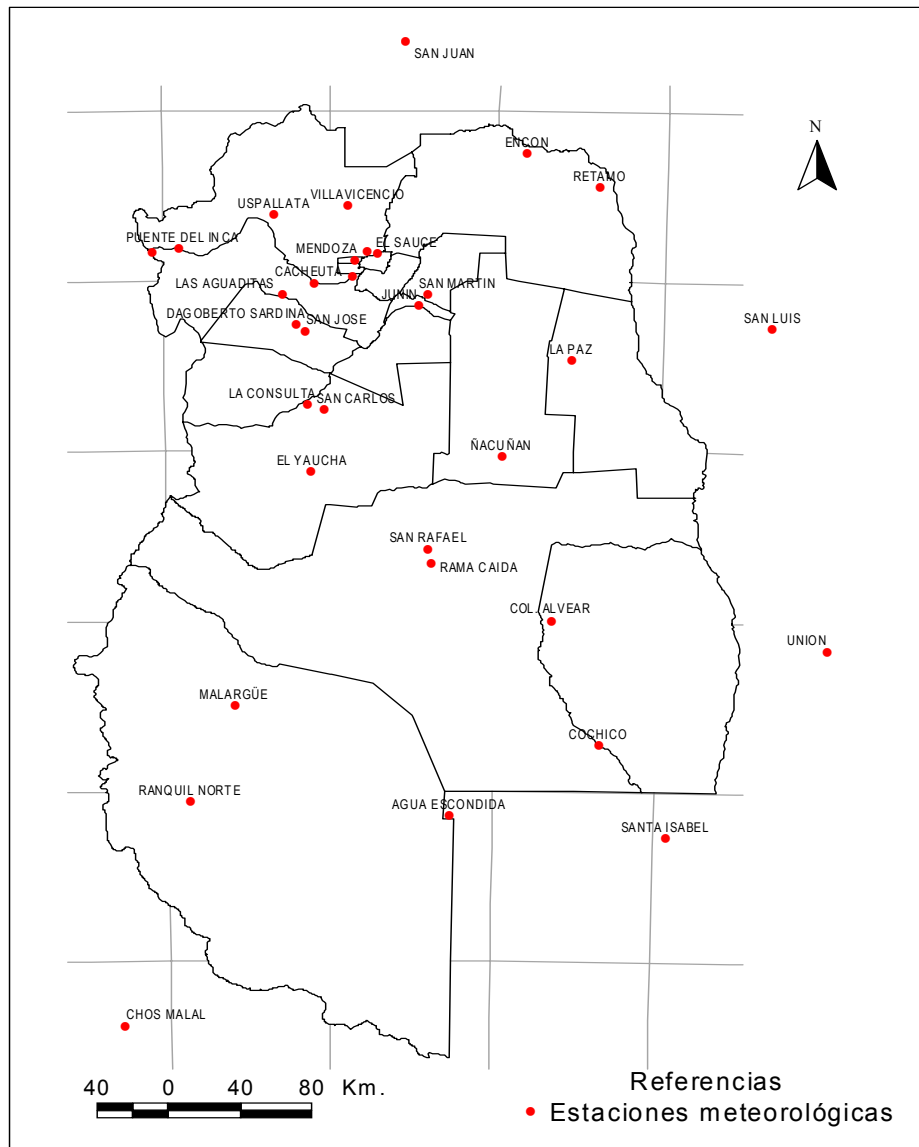 SAN JUAN
N
ENCON
RETAMO
VILLAVICENCIO
USPALLATA
PUENTE DEL INCA
MENDOZA
EL SAUCE
CACHEUTA
LAS AGUADITAS
SAN MARTIN
JUNIN
DAGOBERTO SARDINA
SAN JOSE
SAN LUIS
LA PAZ
LA CONSULTA
SAN CARLOS
ÑACUÑAN
EL YAUCHA
SAN RAFAEL
RAMA CAIDA
COL. ALVEAR
UNION
MALARGÜE
COCHICO
RANQUIL NORTE
AGUA ESCONDIDA
SANTA ISABEL
CHOS MALAL
40 0 40 80 Km.
Referencias
Estaciones meteorológicas